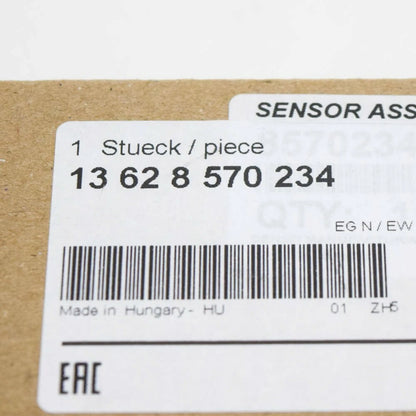 SENSOR ASS
8570234
QTY: 1
1 Stueck / piece
13 62 8 570 234
EG N / EW
Made in Hungary - HU 01 ZH5
EAC